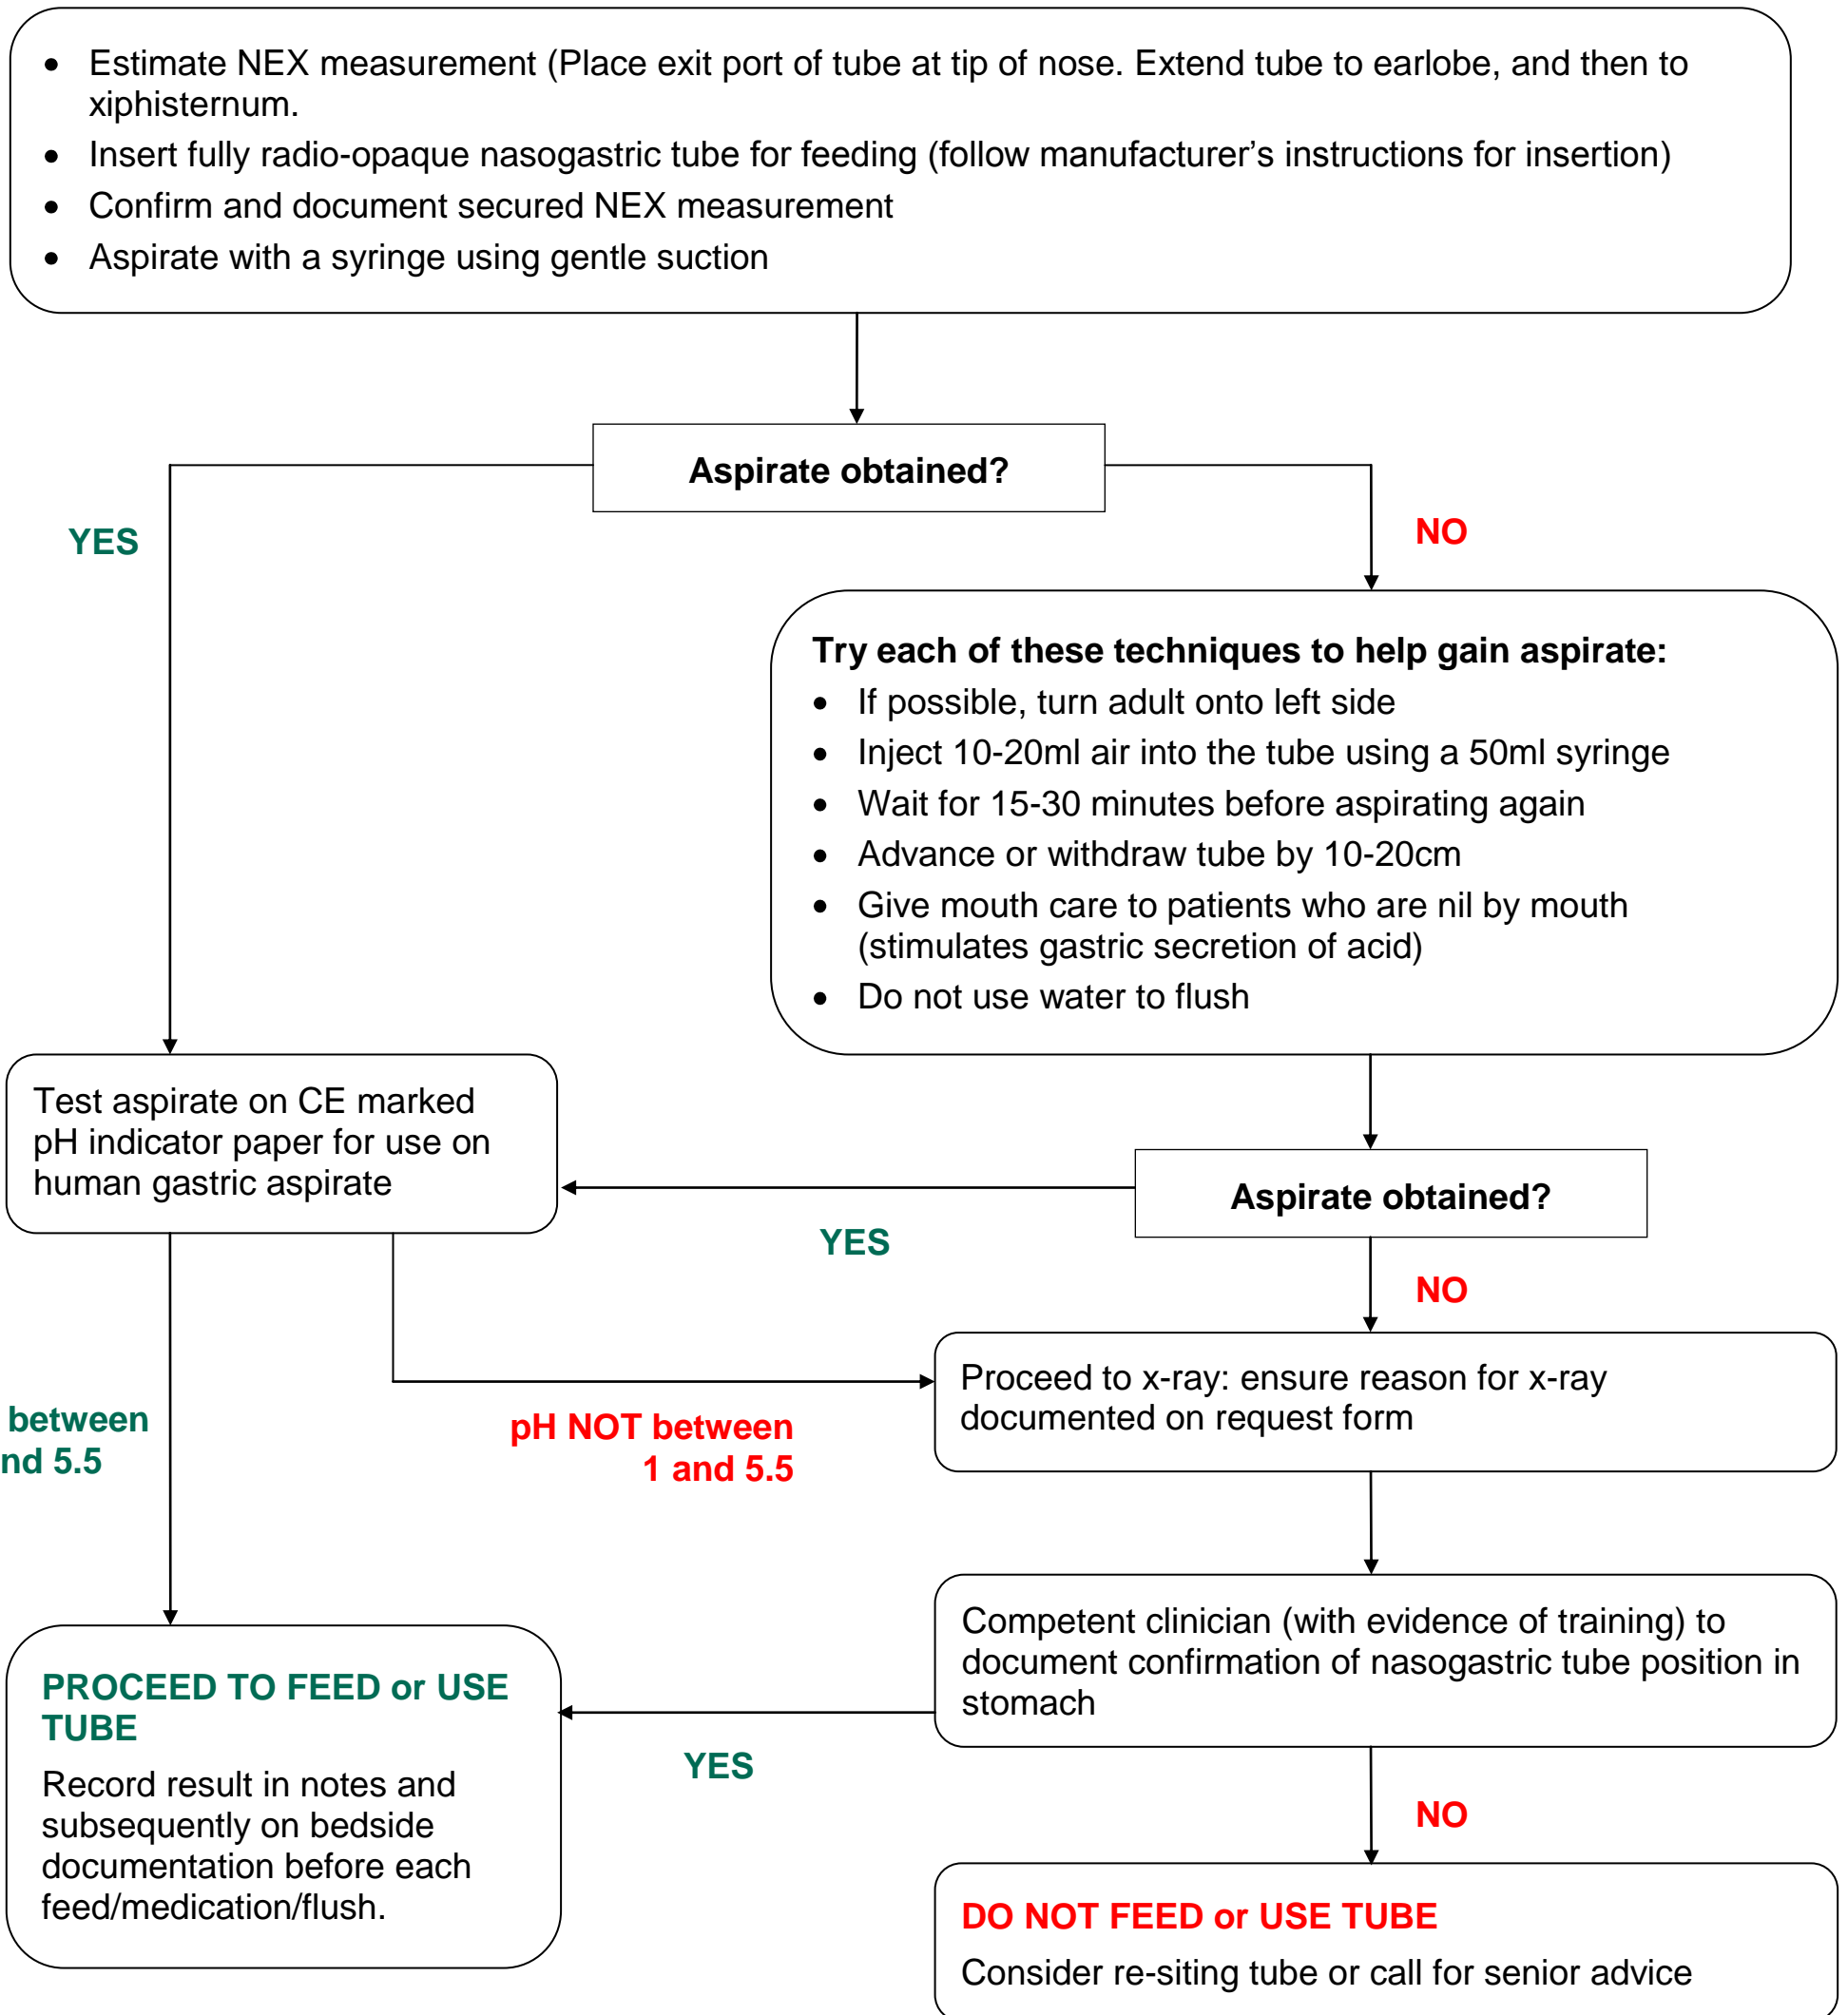 • Estimate NEX measurement (Place exit port of tube at tip of nose. Extend tube to earlobe, and then to
xiphisternum.
• Insert fully radio-opaque nasogastric tube for feeding (follow manufacturer’s instructions for insertion)
• Confirm and document secured NEX measurement
• Aspirate with a syringe using gentle suction
Aspirate obtained?
YES
NO
Try each of these techniques to help gain aspirate:
• If possible, turn adult onto left side
• Inject 10-20ml air into the tube using a 50ml syringe
• Wait for 15-30 minutes before aspirating again
• Advance or withdraw tube by 10-20cm
• Give mouth care to patients who are nil by mouth
(stimulates gastric secretion of acid)
• Do not use water to flush
Test aspirate on CE marked
pH indicator paper for use on
human gastric aspirate
Aspirate obtained?
YES
NO
Proceed to x-ray: ensure reason for x-ray
documented on request form
between
nd 5.5
pH NOT between
1 and 5.5
Competent clinician (with evidence of training) to
document confirmation of nasogastric tube position in
stomach
PROCEED TO FEED or USE
TUBE
Record result in notes and
subsequently on bedside
documentation before each
feed/medication/flush.
YES
NO
DO NOT FEED or USE TUBE
Consider re-siting tube or call for senior advice